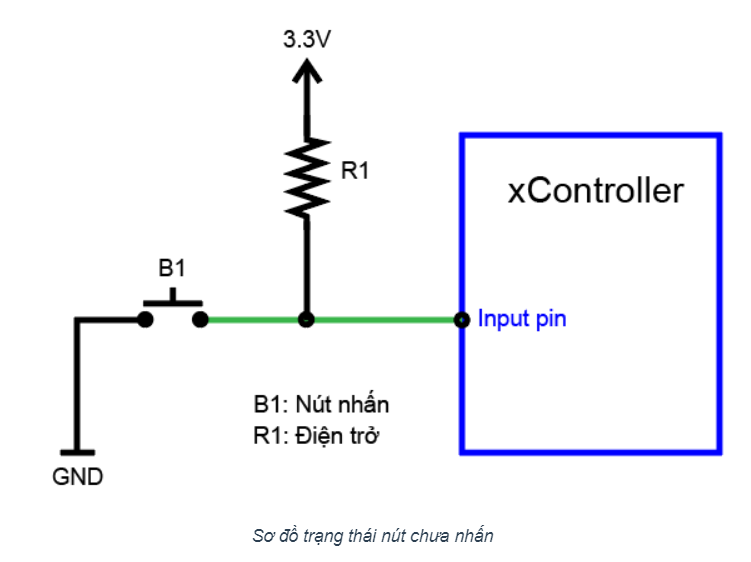 3.3V
R1
xController
B1
Input pin
B1: Nút nhấn
R1: Điện trở
GND
Sơ đồ trạng thái nút chưa nhấn